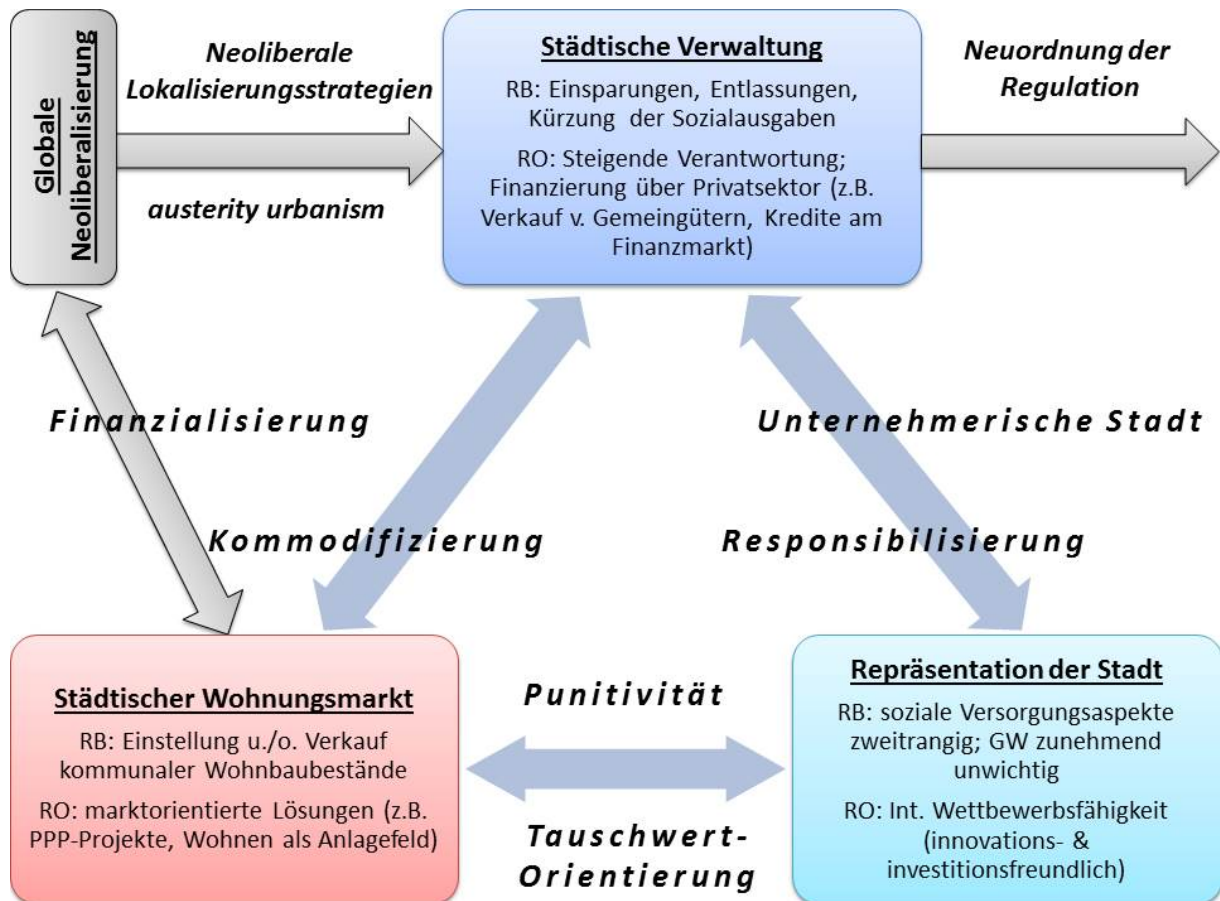 Globale
Neoliberalisierung
Neoliberale
Lokalisierungsstrategien
austerity urbanism
Städtische Verwaltung
RB: Einsparungen, Entlassungen,
Kürzung der Sozialausgaben
RO: Steigende Verantwortung;
Finanzierung über Privatsektor (z.B.
Verkauf v. Gemeingütern, Kredite am
Finanzmarkt)
Neuordnung der
Regulation
Finanzialisierung
Unternehmerische Stadt
Kommodifizierung
Responsibilisierung
Städtischer Wohnungsmarkt
RB: Einstellung u./o. Verkauf
kommunaler Wohnbaubestände
RO: marktorientierte Lösungen (z.B.
PPP-Projekte, Wohnen als Anlagefeld)
Punitivität
Tauschwert-
Orientierung
Repräsentation der Stadt
RB: soziale Versorgungsaspekte
zweitrangig; GW zunehmend
unwichtig
RO: Int. Wettbewerbsfähigkeit
(innovations- &
investitionsfreundlich)